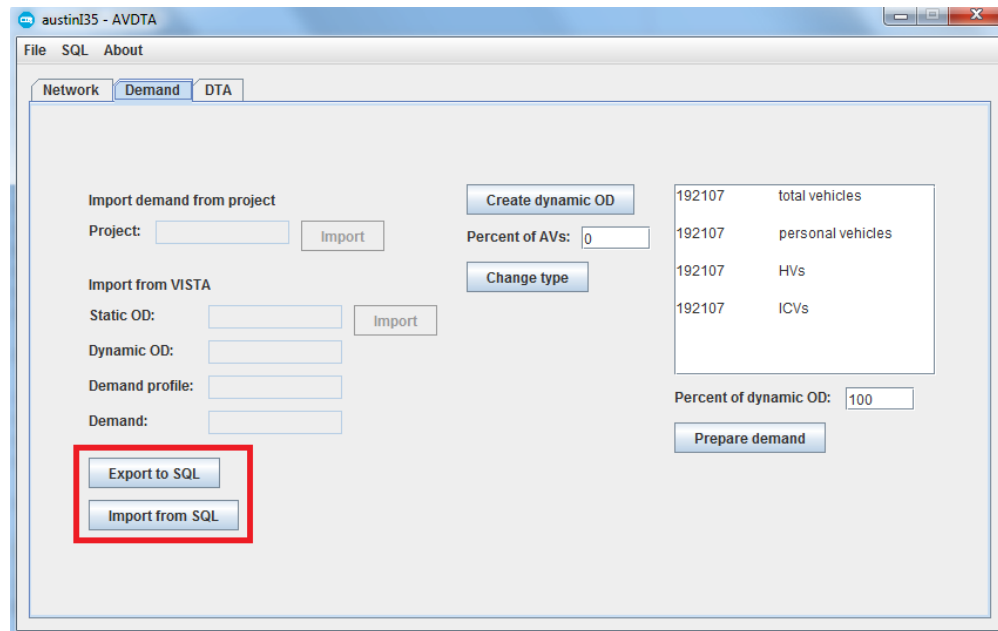 austinI35 - AVDTA
File SQL About
Network Demand DTA
Import demand from project
Project: Import
Import from VISTA
Static OD: Import
Dynamic OD:
Demand profile:
Demand:
Export to SQL
Import from SQL
Create dynamic OD
Percent of AVs: 0
Change type
192107 total vehicles
192107 personal vehicles
192107 HVs
192107 ICVs
Percent of dynamic OD: 100
Prepare demand